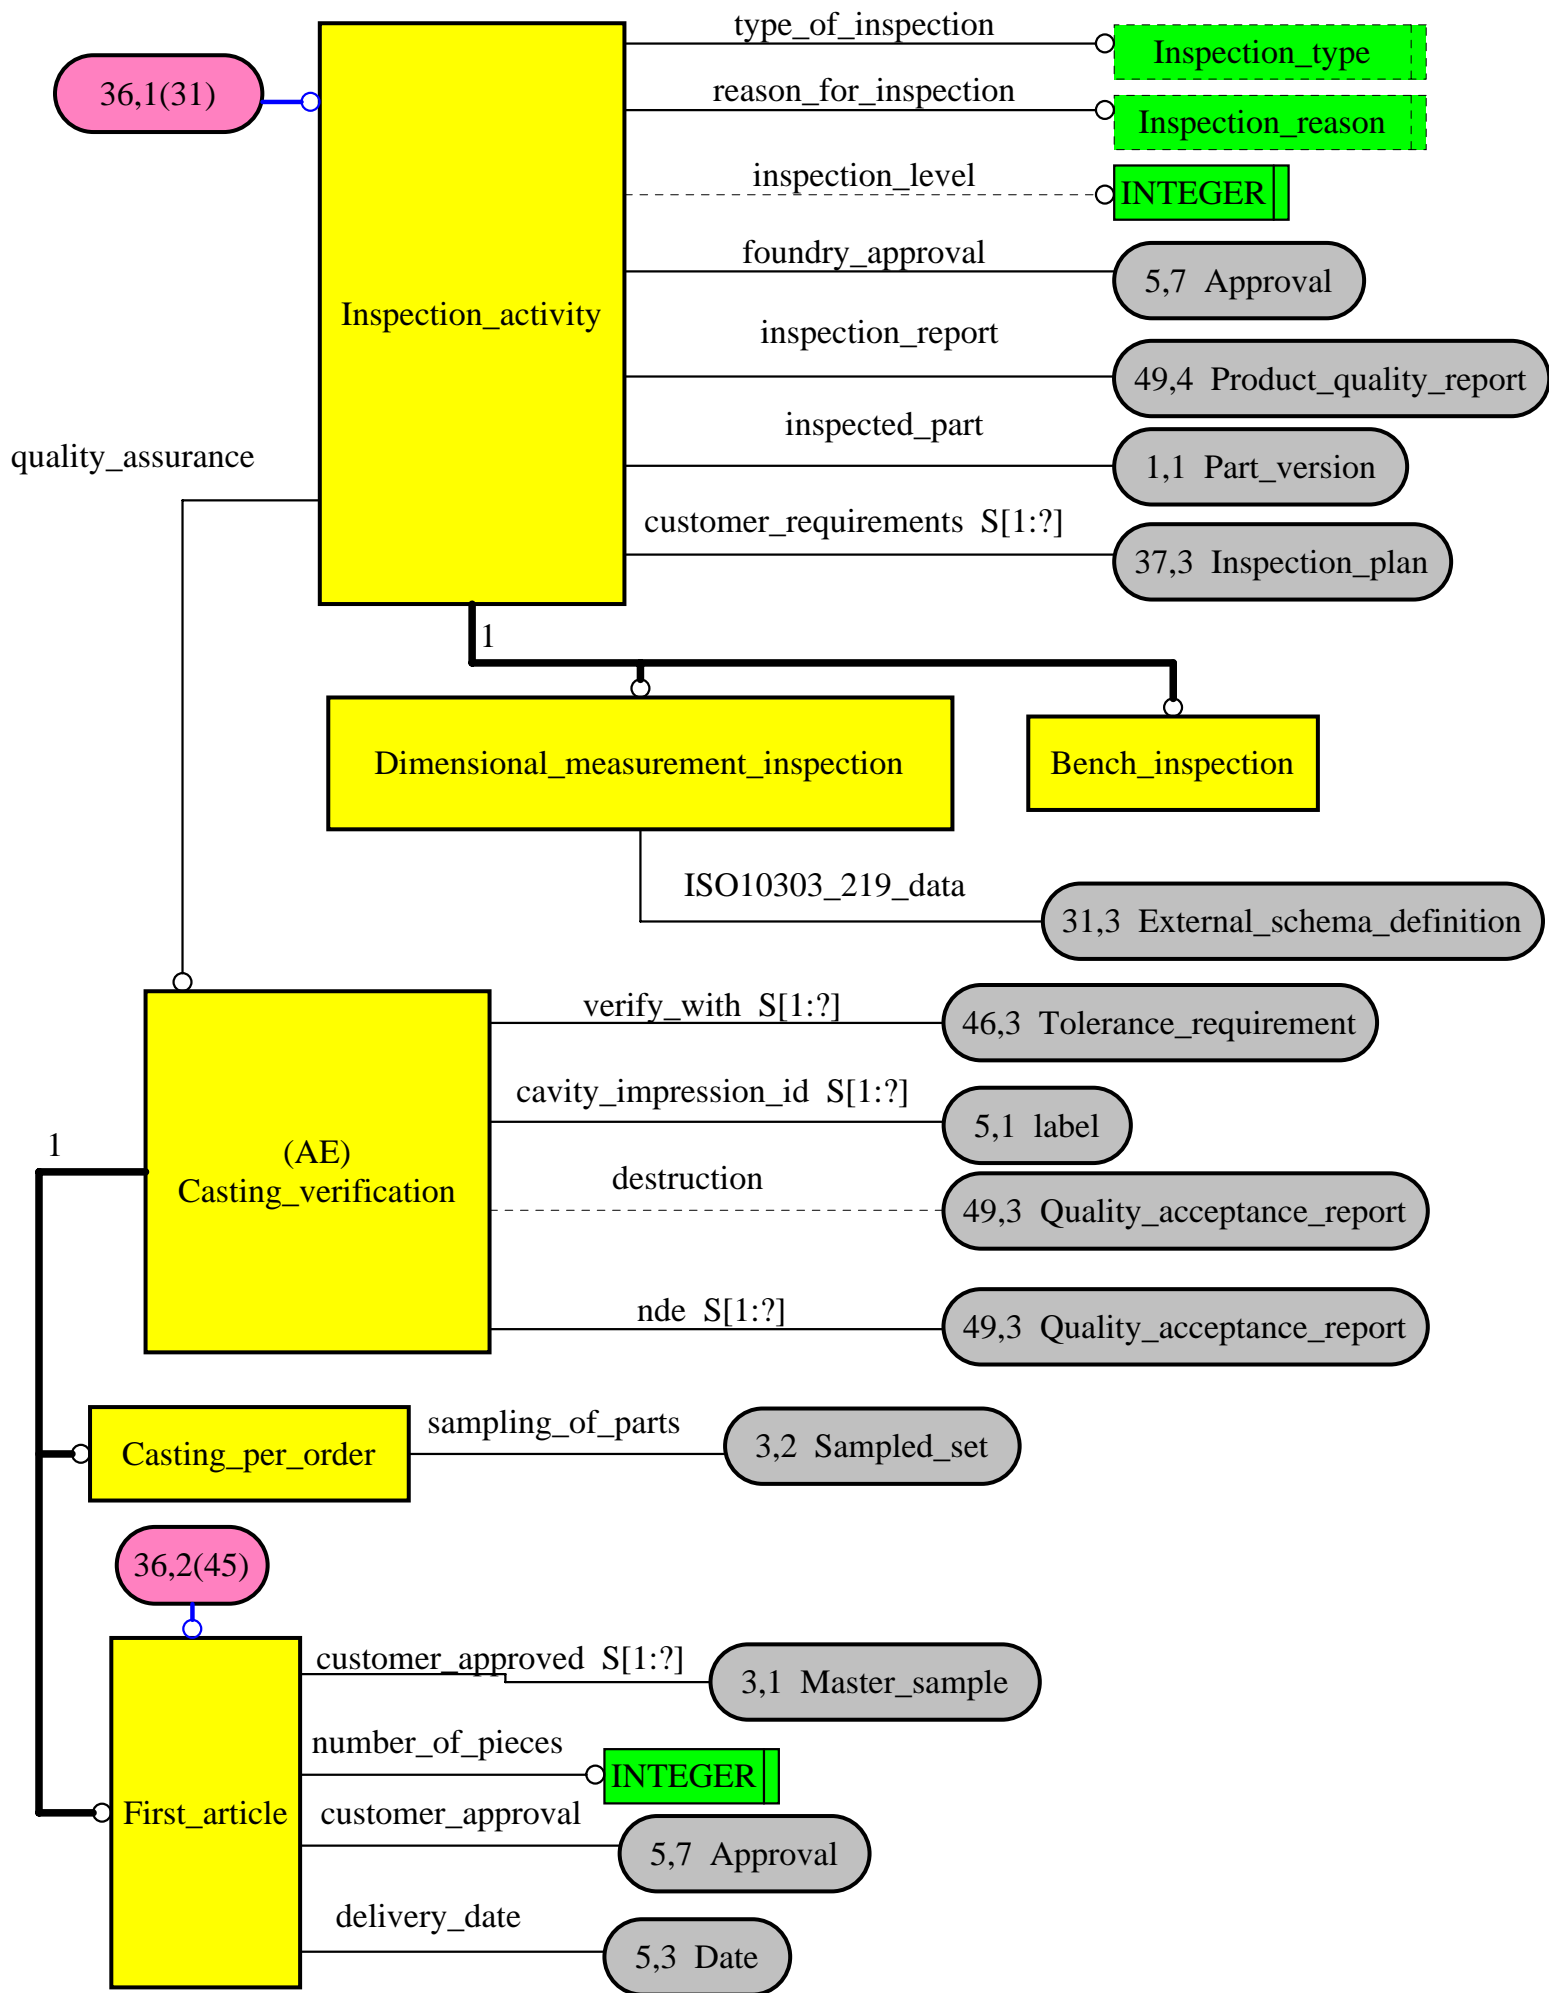 type_of_inspection
Inspection_type
36,1(31)
reason_for_inspection
Inspection_reason
inspection_level
INTEGER
foundry_approval
5,7 Approval
Inspection_activity
inspection_report
49,4 Product_quality_report
inspected_part
1,1 Part_version
quality_assurance
customer_requirements S[1:?]
37,3 Inspection_plan
1
Dimensional_measurement_inspection
Bench_inspection
ISO10303_219_data
31,3 External_schema_definition
verify_with S[1:?]
46,3 Tolerance_requirement
cavity_impression_id S[1:?]
5,1 label
1
(AE)
Casting_verification
destruction
49,3 Quality_acceptance_report
nde S[1:?]
49,3 Quality_acceptance_report
Casting_per_order
sampling_of_parts
3,2 Sampled_set
36,2(45)
customer_approved S[1:?]
3,1 Master_sample
number_of_pieces
INTEGER
First_article
customer_approval
5,7 Approval
delivery_date
5,3 Date